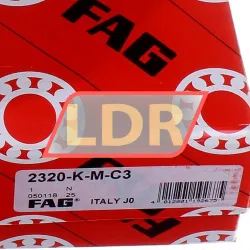 FAG
LDR
2320-K-M-C3
1 N
050118 25
FAG ITALY J0